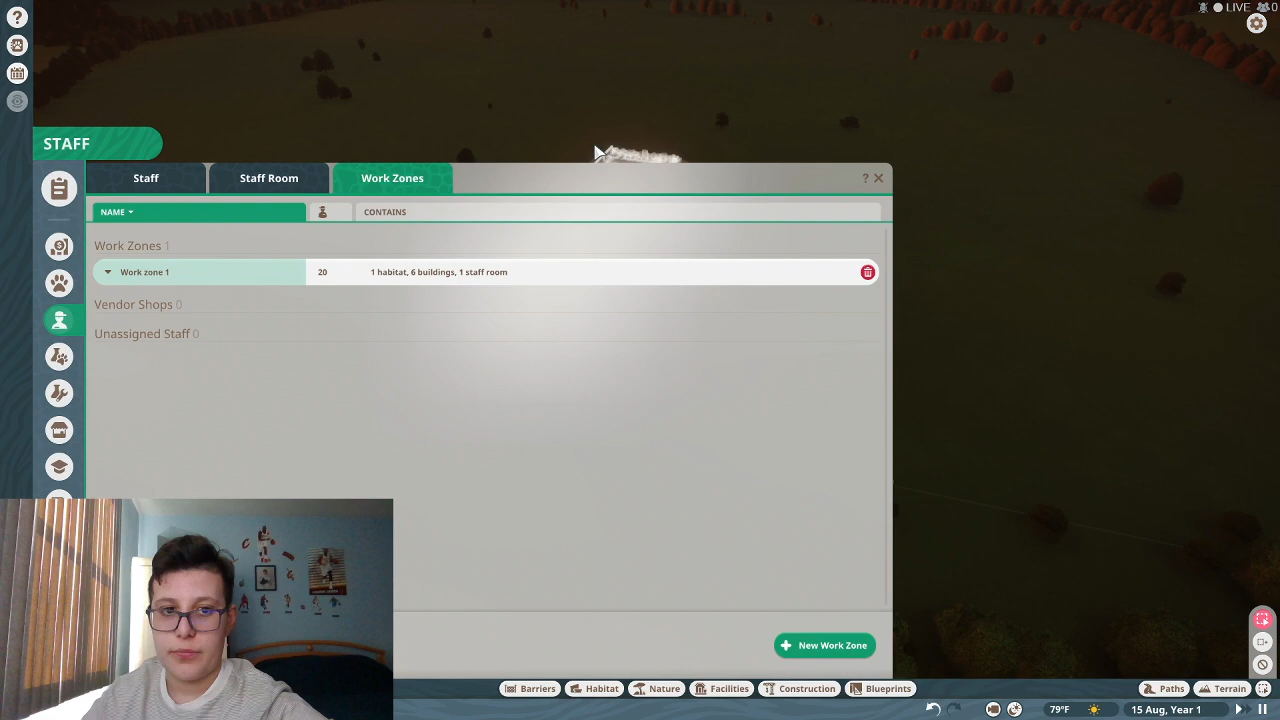 LIVE 0
STAFF
Staff
Staff Room
Work Zones
?
NAME
CONTAINS
Work Zones 1
Work zone 1
20
1 habitat, 6 buildings, 1 staff room
Vendor Shops 0
Unassigned Staff 0
New Work Zone
Barriers
Habitat
Nature
Facilities
Construction
Blueprints
Paths
Terrain
79°F
15 Aug, Year 1